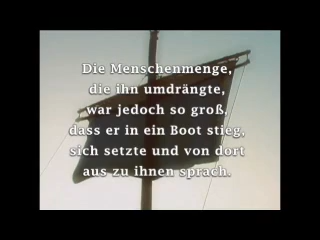 Die Menschenmenge,
die ihn umdrängte,
war jedoch so groß,
dass er in ein Boot stieg,
sich setzte und von dort
aus zu ihnen sprach.